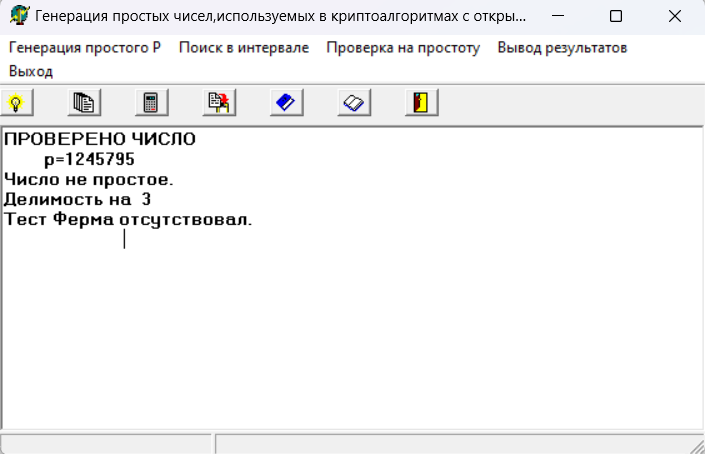 Генерация простых чисел,используемых в криптоалгоритмах с откры...
Генерация простого P Поиск в интервале Проверка на простоту Вывод результатов
Выход
ПРОВЕРЕНО ЧИСЛО
p=1245795
Число не простое.
Делимость на 3
Тест Ферма отсутствовал.